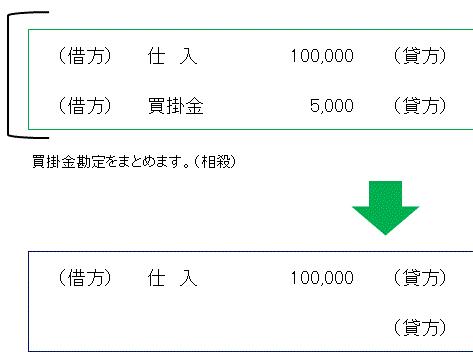 (借方) 仕 入 100,000 (貸方)
(借方) 買掛金 5,000 (貸方)
買掛金勘定をまとめます。(相殺)
(借方) 仕 入 100,000 (貸方)
(貸方)